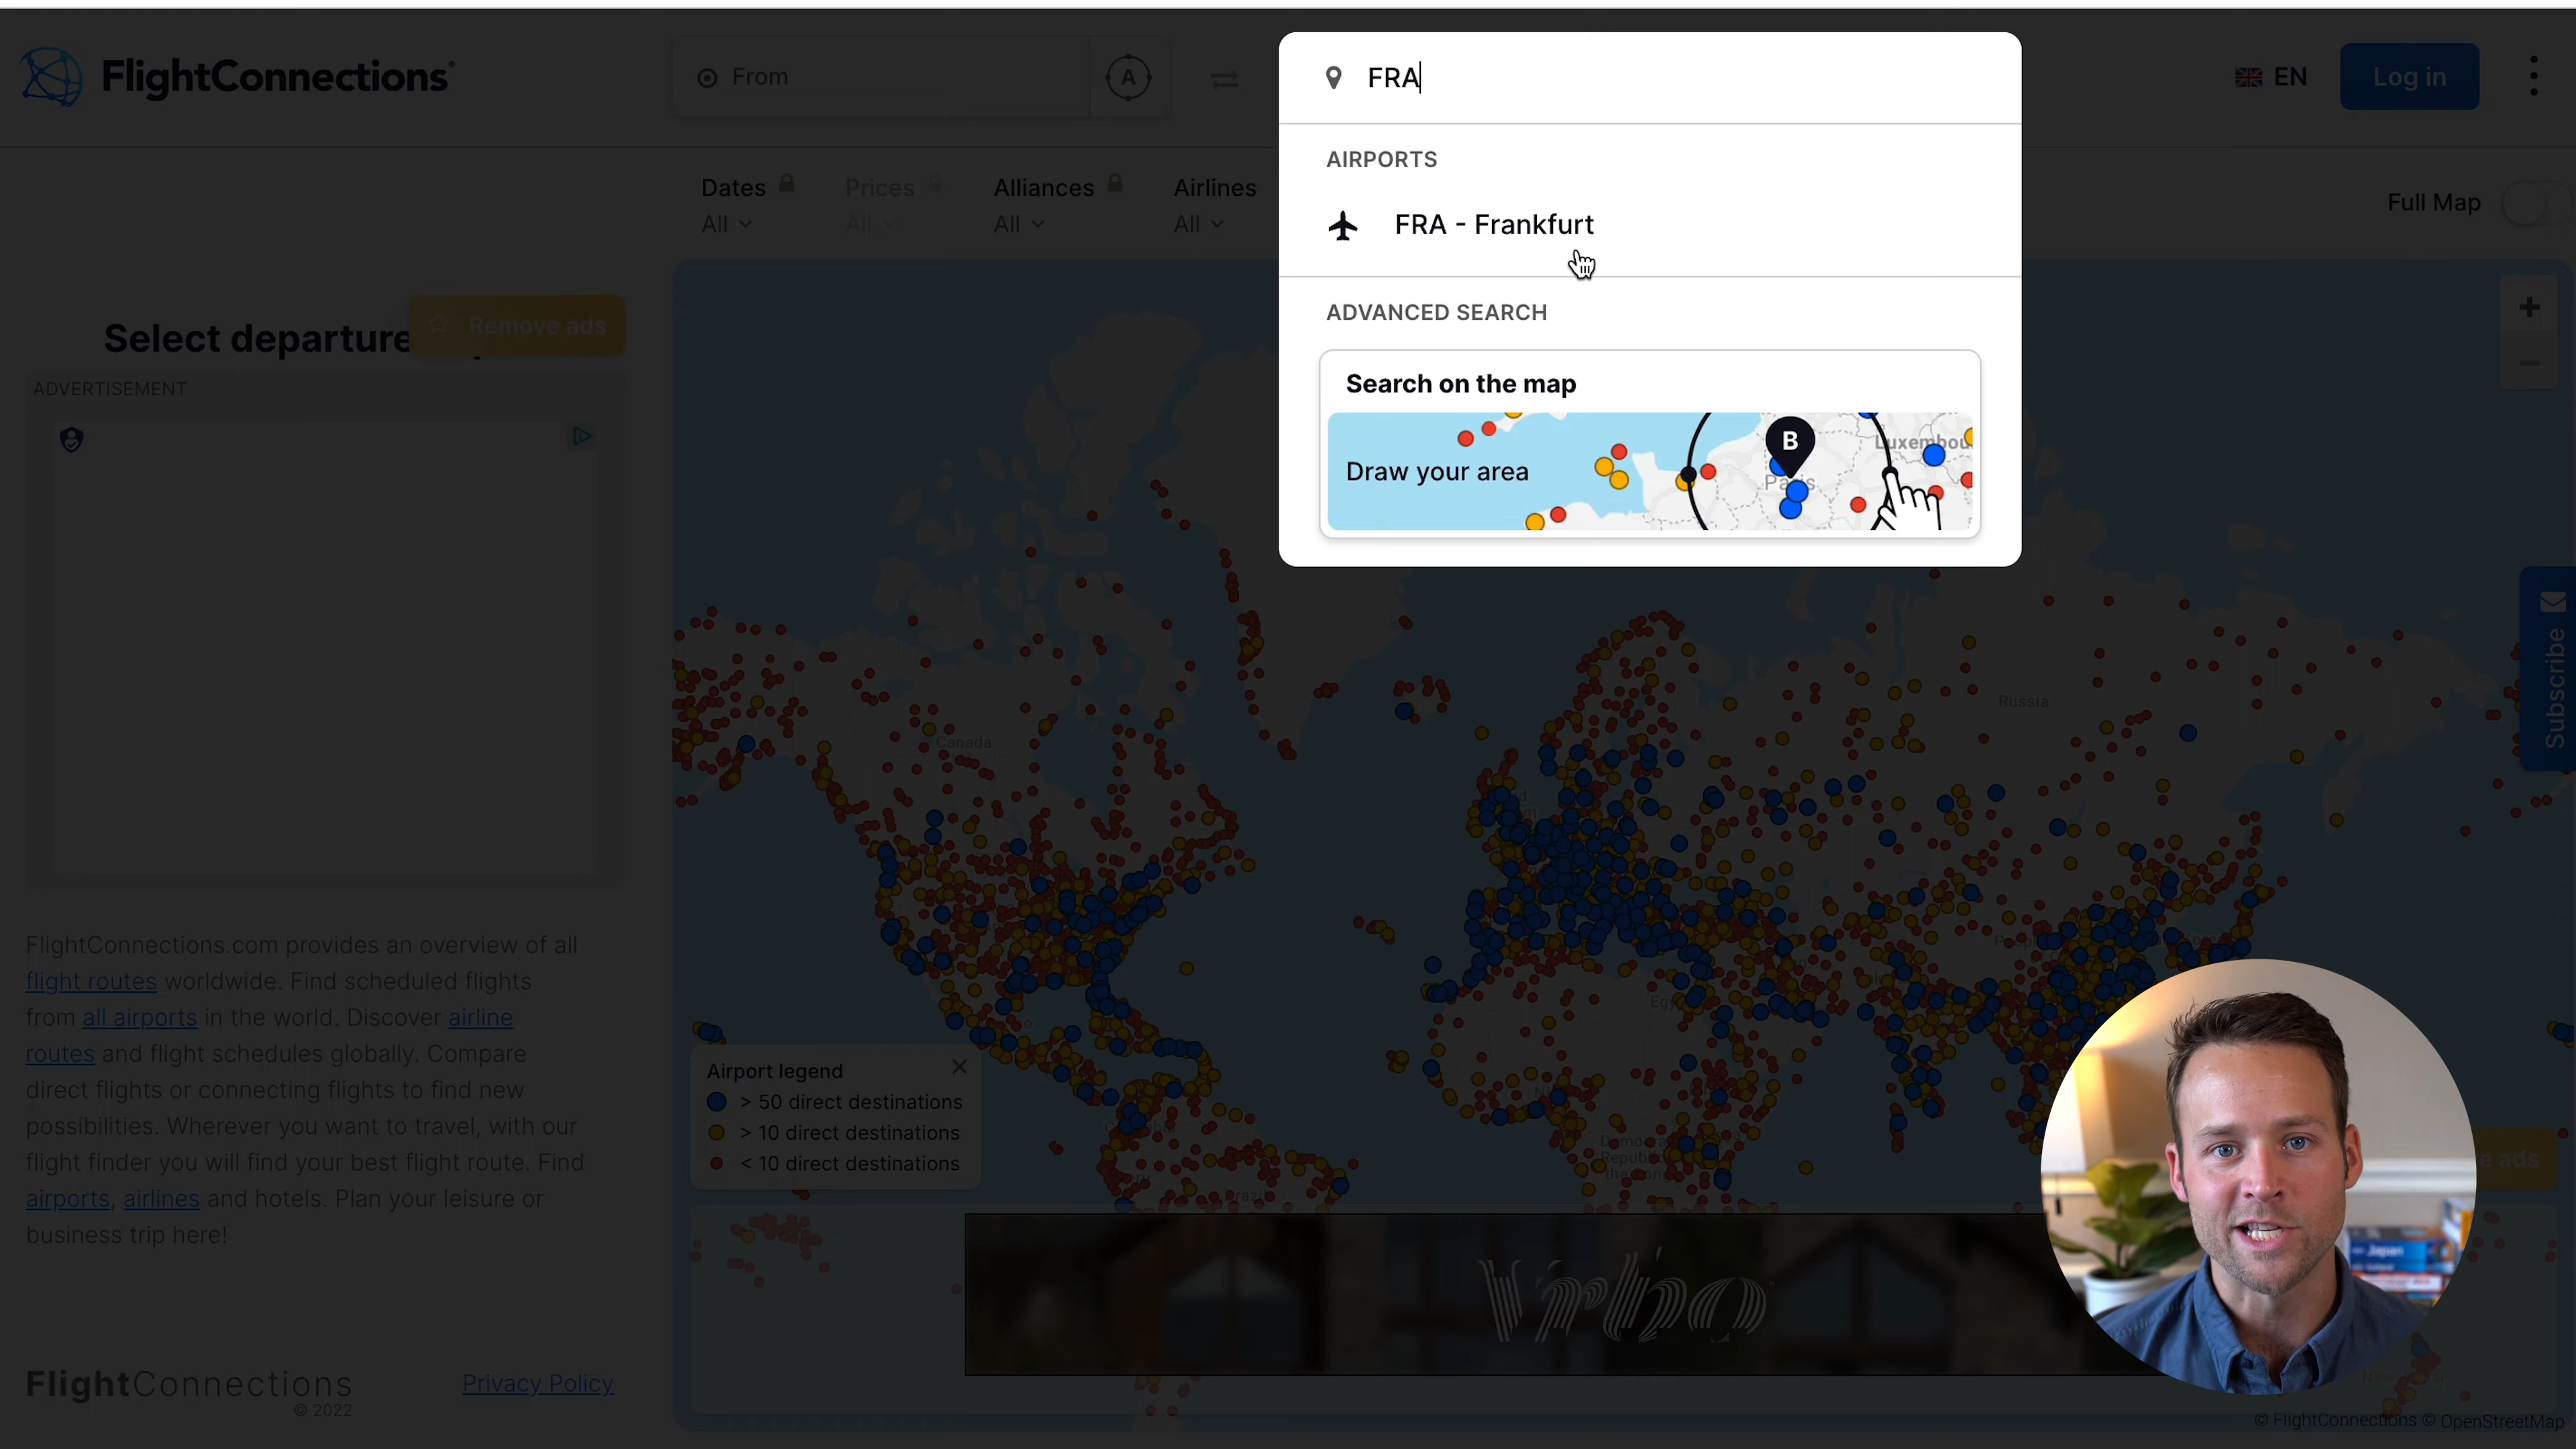 FlightConnections
From
A
FRA
EN
Log in
AIRPORTS
FRA - Frankfurt
Dates
All
Prices
All
Alliances
All
Airlines
All
Full Map
ADVANCED SEARCH
Search on the map
Draw your area
B
Luxembou
Paris
Select departure
Remove ads
ADVERTISEMENT
+
−
Subscribe
Russia
Canada
FlightConnections.com provides an overview of all
flight routes worldwide. Find scheduled flights
from all airports in the world. Discover airline
routes and flight schedules globally. Compare
direct flights or connecting flights to find new
possibilities. Wherever you want to travel, with our
flight finder you will find your best flight route. Find
airports, airlines and hotels. Plan your leisure or
business trip here!
Airport legend
> 50 direct destinations
> 10 direct destinations
< 10 direct destinations
Brazil
e ads
Vrbo
Japan
FlightConnections
© 2022
Privacy Policy
© FlightConnections © OpenStreetMap